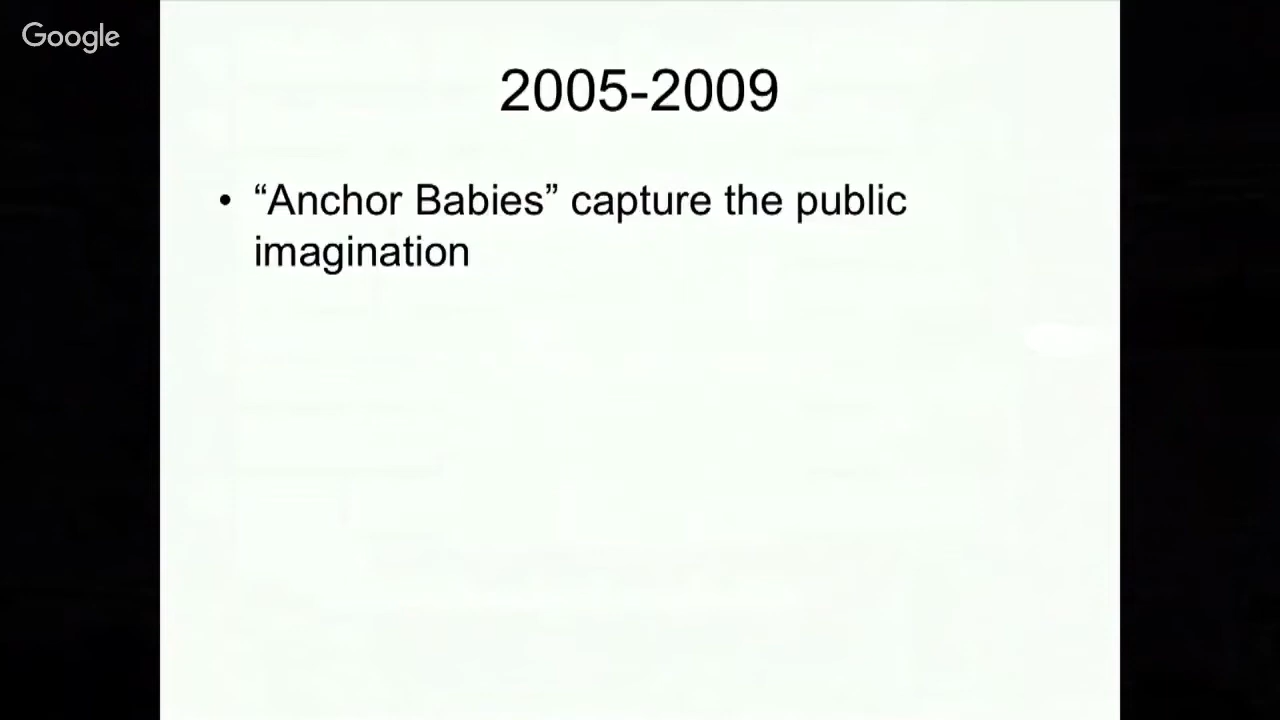 Google
2005-2009
• “Anchor Babies” capture the public
imagination